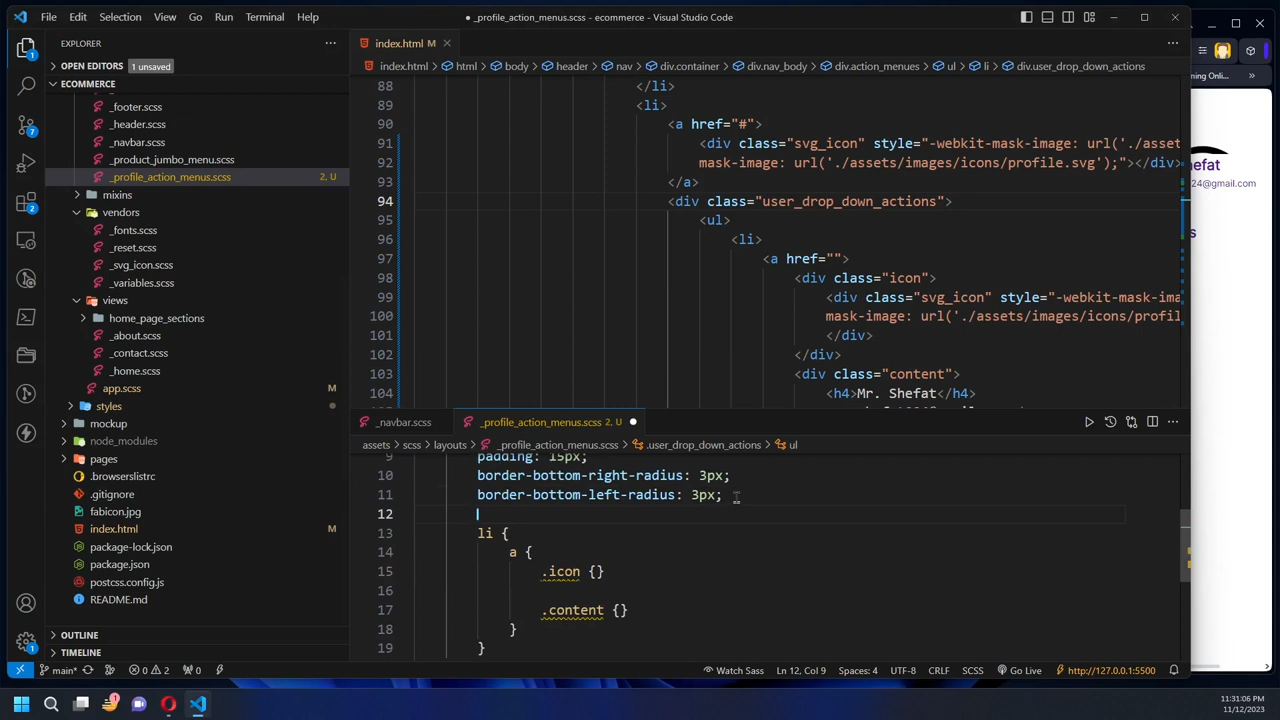 File Edit Selection View Go Run Terminal Help
_profile_action_menus.scss - ecommerce - Visual Studio Code
EXPLORER
OPEN EDITORS 1 unsaved
ECOMMERCE
_footer.scss
_header.scss
_navbar.scss
_product_jumbo_menu.scss
_profile_action_menus.scss 2, U
mixins
vendors
_fonts.scss
_reset.scss
_svg_icon.scss
_variables.scss
views
home_page_sections
_about.scss
_contact.scss
_home.scss
app.scss M
styles
mockup
node_modules
pages
.browserslistrc
.gitignore
fabicon.jpg
index.html M
package-lock.json
package.json
postcss.config.js
README.md
OUTLINE
TIMELINE
index.html M
index.html > html > body > header > nav > div.container > div.nav_body > div.action_menues > ul > li > div.user_drop_down_actions
88 </li>
89 <li>
90 <a href="#">
91 <div class="svg_icon" style="-webkit-mask-image: url('./asset
92 mask-image: url('./assets/images/icons/profile.svg');"></div>
93 </a>
94 <div class="user_drop_down_actions">
95 <ul>
96 <li>
97 <a href="">
98 <div class="icon">
99 <div class="svg_icon" style="-webkit-mask-ima
100 mask-image: url('./assets/images/icons/profil
101 </div>
102 </div>
103 <div class="content">
104 <h4>Mr. Shefat</h4>
_navbar.scss _profile_action_menus.scss 2, U
assets > scss > layouts > _profile_action_menus.scss > .user_drop_down_actions > ul
9 padding: 15px;
10 border-bottom-right-radius: 3px;
11 border-bottom-left-radius: 3px;
12
13 li {
14 a {
15 .icon {}
16
17 .content {}
18 }
19 }
main* 0 2 0 Watch Sass Ln 12, Col 9 Spaces: 4 UTF-8 CRLF SCSS Go Live http://127.0.0.1:5500
hefat
24@gmail.com
s
11:31:06 PM
11/12/2023